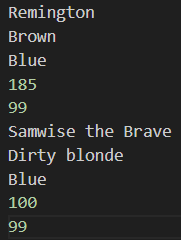 Remington
Brown
Blue
185
99
Samwise the Brave
Dirty blonde
Blue
100
99